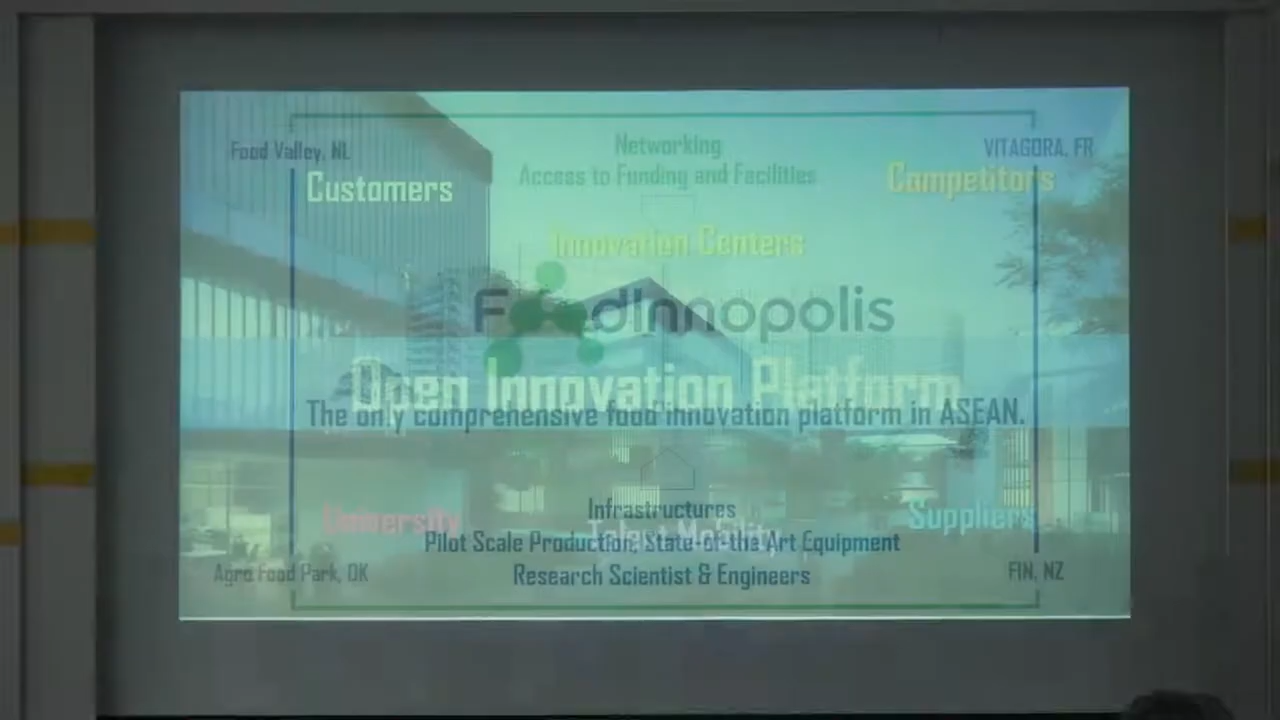 Food Valley, NL
Networking
VITAGORA, FR
Customers
Access to Funding and Facilities
Competitors
Innovation Centers
FoodInnopolis
Open Innovation Platform
The only comprehensive food innovation platform in ASEAN.
Infrastructures
University
Talent Mobility
Suppliers
Pilot Scale Production, State-of-the Art Equipment
Agro Food Park, DK
Research Scientist & Engineers
FIN, NZ